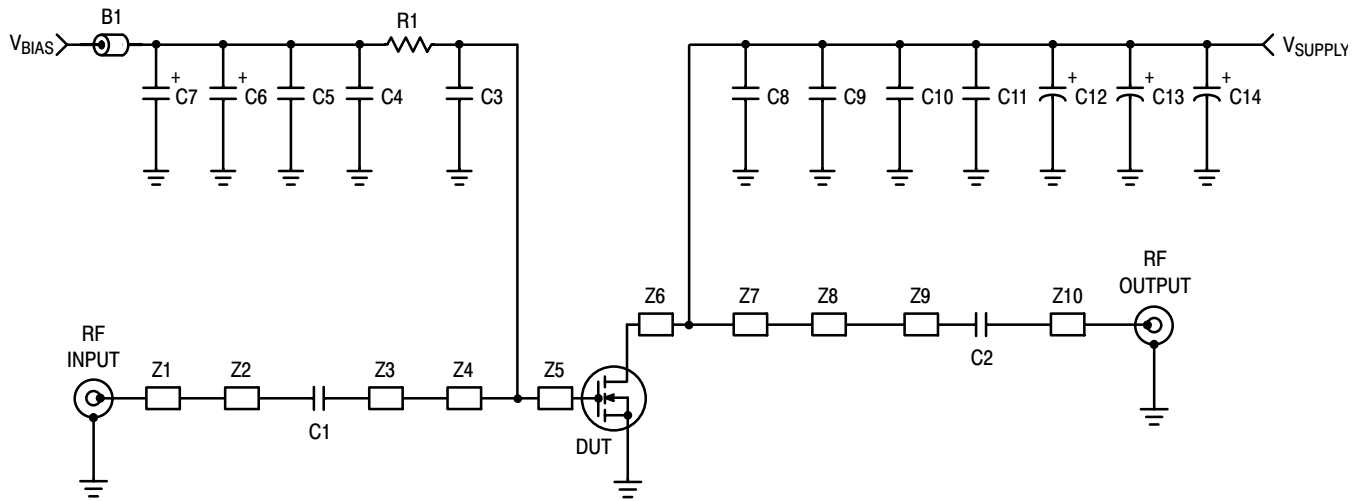 B1
R1
VBIAS
VSUPPLY
+
C7
+
C6
C5
C4
C3
C8
C9
C10
C11
+
C12
+
C13
+
C14
RF
INPUT
Z1
Z2
C1
Z3
Z4
Z5
DUT
Z6
Z7
Z8
Z9
C2
Z10
RF
OUTPUT